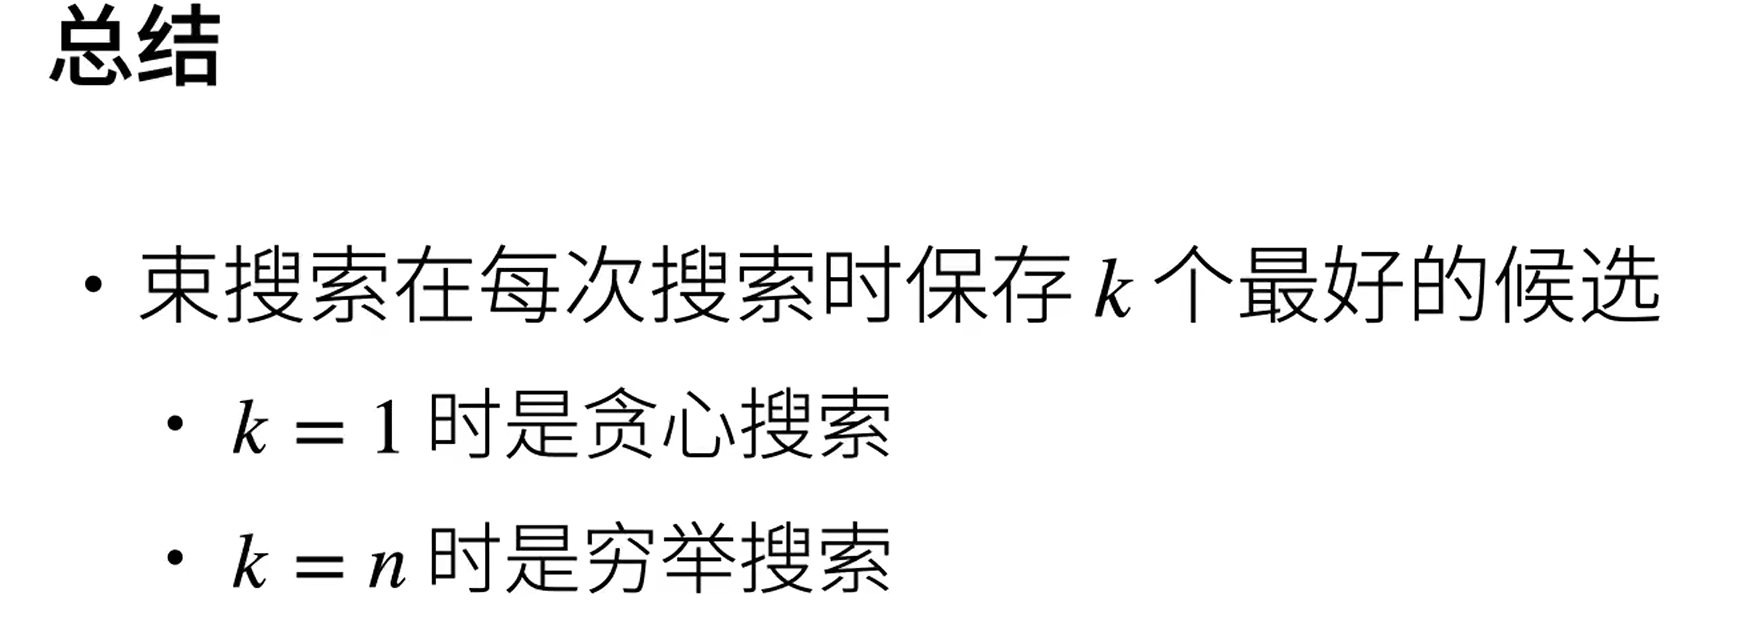 总结
• 束搜索在每次搜索时保存 k 个最好的候选
• k = 1 时是贪心搜索
• k = n 时是穷举搜索